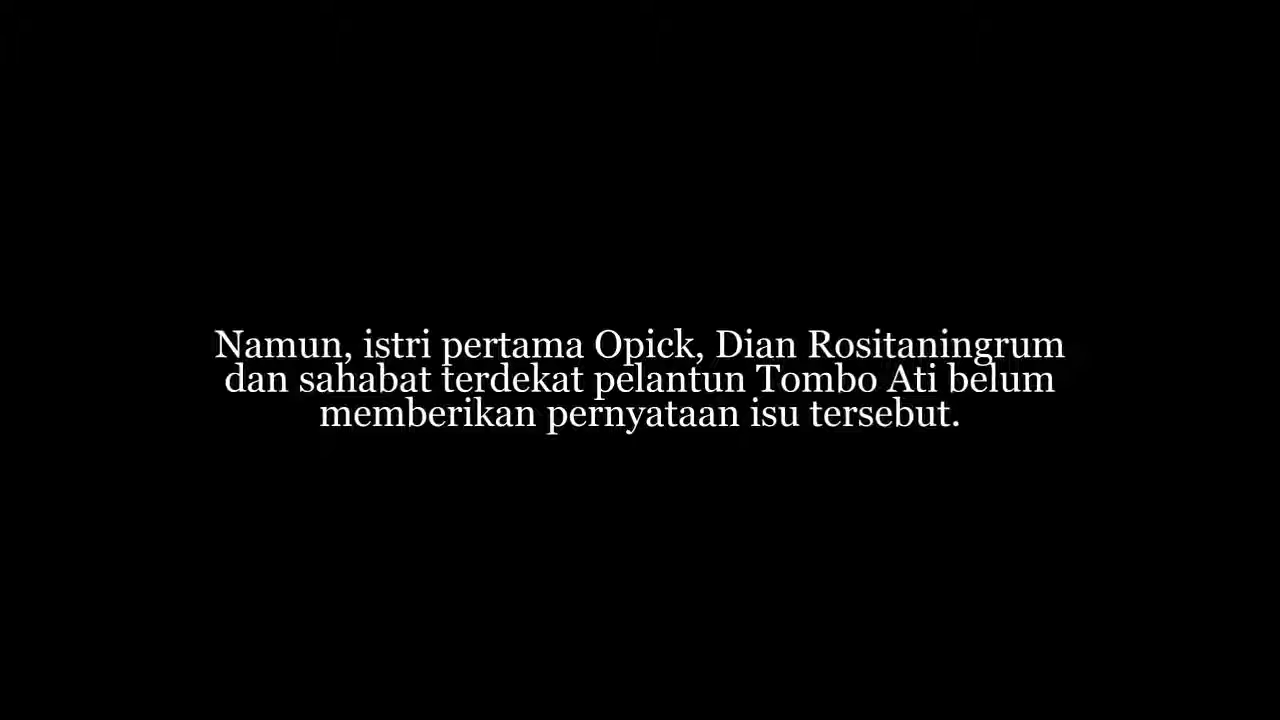 Namun, istri pertama Opick, Dian Rositaningrum
dan sahabat terdekat pelantun Tombo Ati belum
memberikan pernyataan isu tersebut.